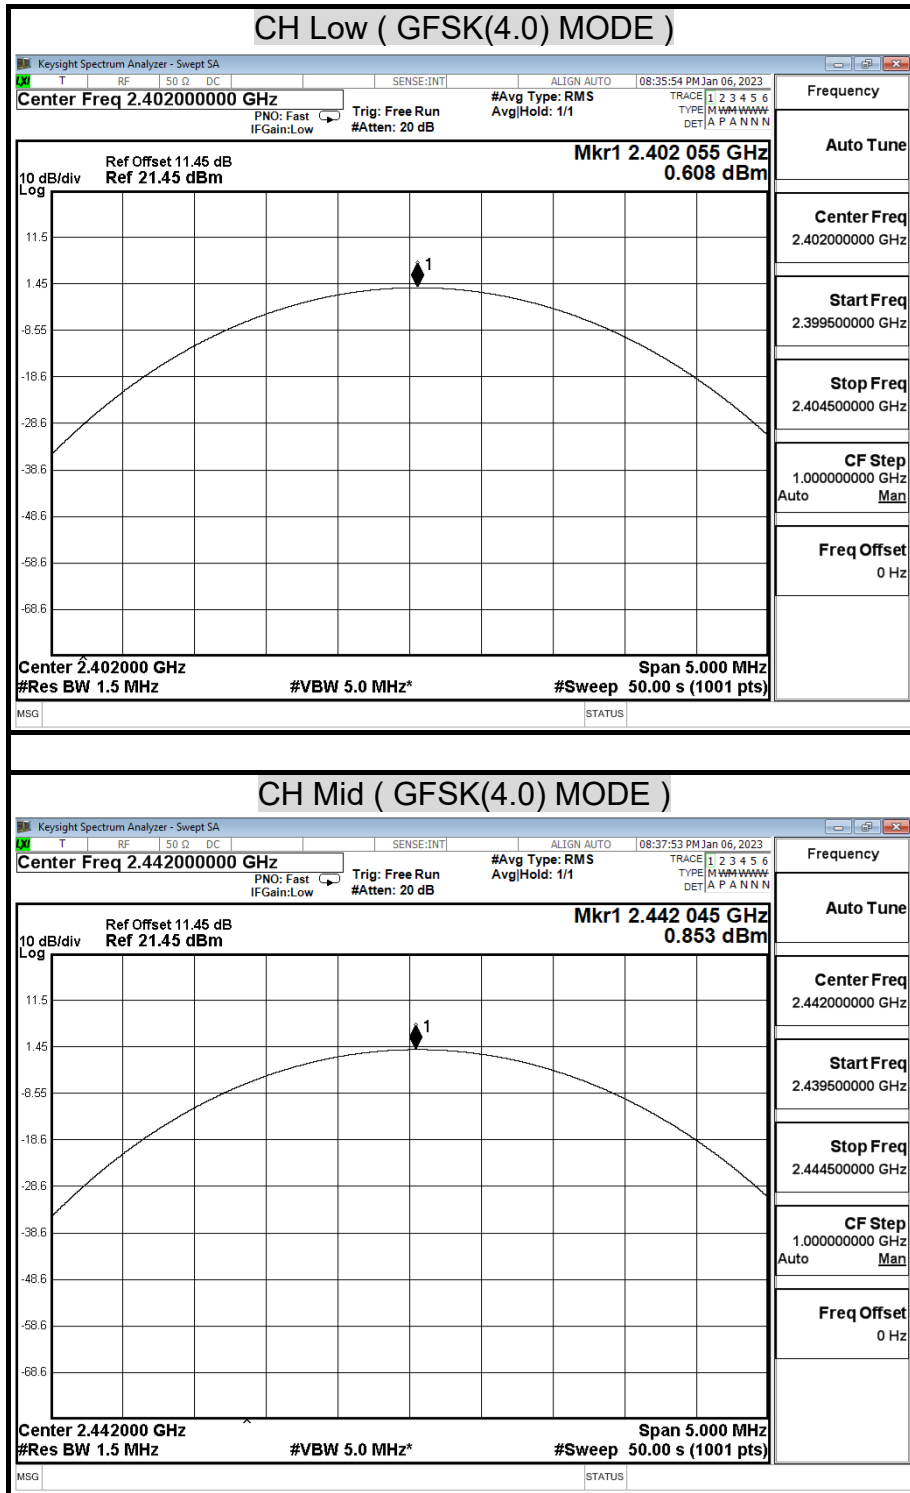 CH Low ( GFSK(4.0) MODE )
Keysight Spectrum Analyzer - Swept SA
LXI T RF 50 Ω DC SENSE:INT ALIGN AUTO 08:35:54 PM Jan 06, 2023
Center Freq 2.402000000 GHz
PNO: Fast
IFGain:Low
Trig: Free Run
#Atten: 20 dB
#Avg Type: RMS
Avg|Hold: 1/1
TRACE 1 2 3 4 5 6
TYPE M WM WWWW
DET A P A N N N
Frequency
Auto Tune
Center Freq
2.402000000 GHz
Start Freq
2.399500000 GHz
Stop Freq
2.404500000 GHz
CF Step
1.000000000 GHz
Auto Man
Freq Offset
0 Hz
Mkr1 2.402 055 GHz
0.608 dBm
Ref Offset 11.45 dB
10 dB/div Ref 21.45 dBm
Log
1
11.5
1.45
-8.55
-18.6
-28.6
-38.6
-48.6
-58.6
-68.6
Center 2.402000 GHz Span 5.000 MHz
#Res BW 1.5 MHz #VBW 5.0 MHz* #Sweep 50.00 s (1001 pts)
MSG STATUS
CH Mid ( GFSK(4.0) MODE )
Keysight Spectrum Analyzer - Swept SA
LXI T RF 50 Ω DC SENSE:INT ALIGN AUTO 08:37:53 PM Jan 06, 2023
Center Freq 2.442000000 GHz
PNO: Fast
IFGain:Low
Trig: Free Run
#Atten: 20 dB
#Avg Type: RMS
Avg|Hold: 1/1
TRACE 1 2 3 4 5 6
TYPE M WM WWWW
DET A P A N N N
Frequency
Auto Tune
Center Freq
2.442000000 GHz
Start Freq
2.439500000 GHz
Stop Freq
2.444500000 GHz
CF Step
1.000000000 GHz
Auto Man
Freq Offset
0 Hz
Mkr1 2.442 045 GHz
0.853 dBm
Ref Offset 11.45 dB
10 dB/div Ref 21.45 dBm
Log
1
11.5
1.45
-8.55
-18.6
-28.6
-38.6
-48.6
-58.6
-68.6
Center 2.442000 GHz Span 5.000 MHz
#Res BW 1.5 MHz #VBW 5.0 MHz* #Sweep 50.00 s (1001 pts)
MSG STATUS